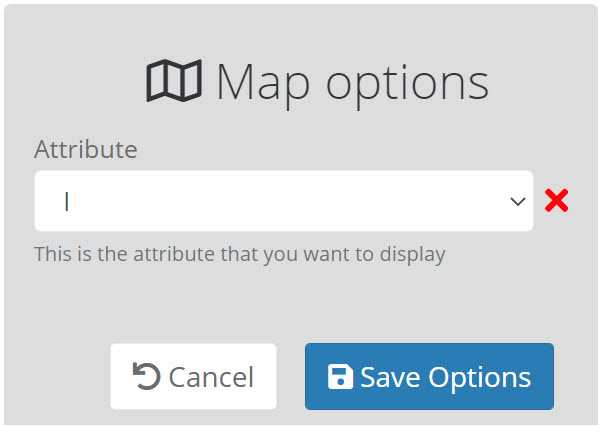 Map options
Attribute
This is the attribute that you want to display
Cancel
Save Options